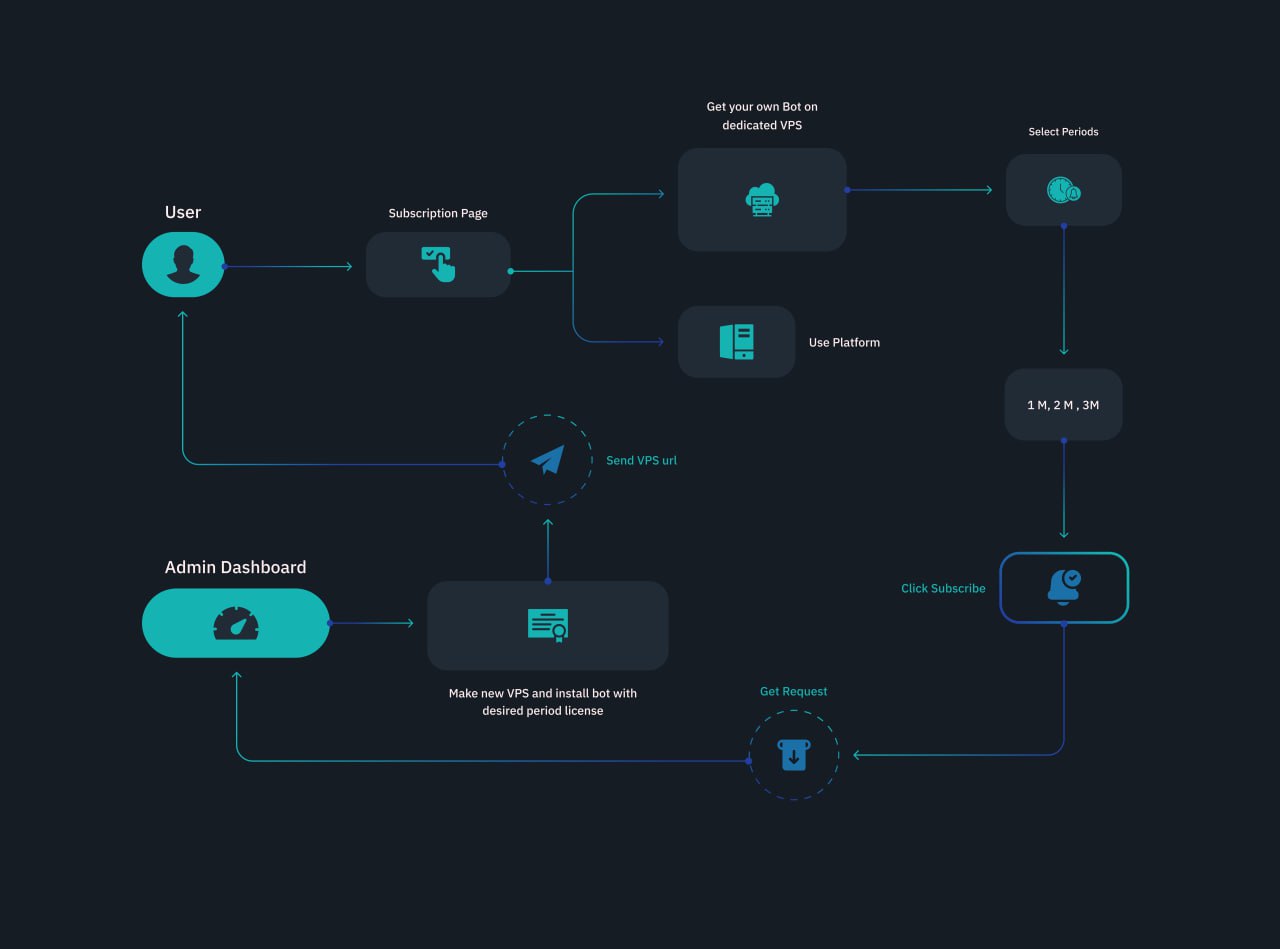 Get your own Bot on
dedicated VPS
Select Periods
User
Subscription Page
Use Platform
1 M, 2 M , 3M
Send VPS url
Admin Dashboard
Click Subscribe
Make new VPS and install bot with
desired period license
Get Request